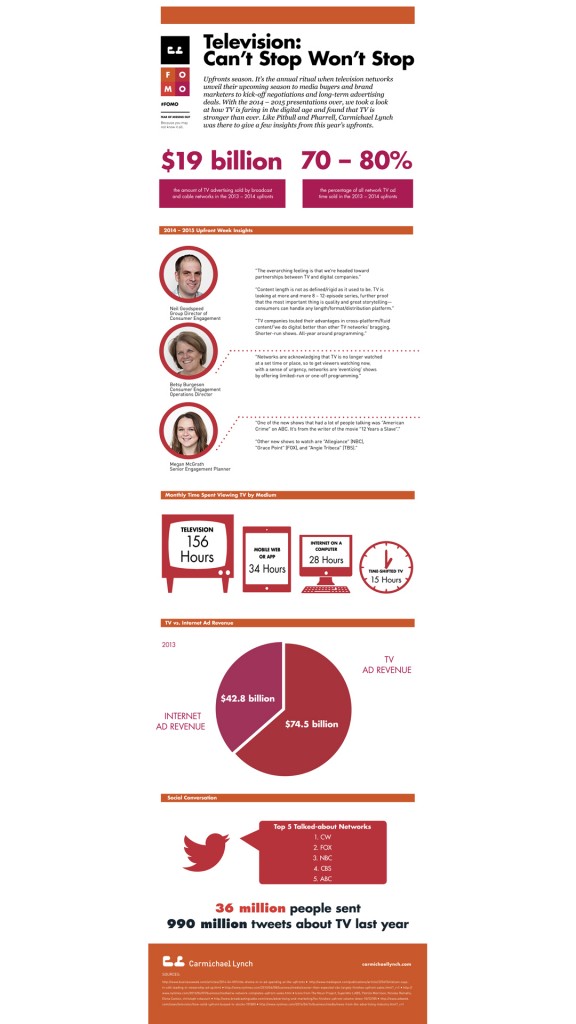 Television:
Can't Stop Won't Stop
F O
M O
#FOMO
FEAR OF MISSING OUT
Because you may
not know it all.
Upfronts season. It's the annual ritual when television networks
unveil their upcoming season to media buyers and brand
marketers to kick-off negotiations and long-term advertising
deals. With the 2014 – 2015 presentations over, we took a look
at how TV is faring in the digital age and found that TV is
stronger than ever. Like Pitbull and Pharrell, Carmichael Lynch
was there to give a few insights from this year's upfronts.
$19 billion
the amount of TV advertising sold by broadcast
and cable networks in the 2013 – 2014 upfronts
70 – 80%
the percentage of all network TV ad
time sold in the 2013 – 2014 upfronts
2014 – 2015 Upfront Week Insights
Neil Goodspeed
Group Director of
Consumer Engagement
"The overarching feeling is that we're headed toward
partnerships between TV and digital companies."
"Content length is not as defined/rigid as it used to be. TV is
looking at more and more 8 – 12-episode series, further proof
that the most important thing is quality and great storytelling—
consumers can handle any length/format/distribution platform."
"TV companies touted their advantages in cross-platform/fluid
content/'we do digital better than other TV networks' bragging.
Shorter-run shows. All-year around programming."
Betsy Burgeson
Consumer Engagement
Operations Director
"Networks are acknowledging that TV is no longer watched
at a set time or place, so to get viewers watching now,
with a sense of urgency, networks are 'eventizing' shows
by offering limited-run or one-off programming."
Megan McGrath
Senior Engagement Planner
"One of the new shows that had a lot of people talking was "American
Crime" on ABC. It's from the writer of the movie "12 Years a Slave"."
"Other new shows to watch are "Allegiance" [NBC],
"Grace Point" [FOX], and "Angie Tribeca" [TBS]."
Monthly Time Spent Viewing TV by Medium
TELEVISION
156
Hours
MOBILE WEB
OR APP
34 Hours
INTERNET ON A
COMPUTER
28 Hours
TIME-SHIFTED TV
15 Hours
TV vs. Internet Ad Revenue
2013
TV
AD REVENUE
$42.8 billion
INTERNET
AD REVENUE
$74.5 billion
Social Conversation
Top 5 Talked-about Networks
1. CW
2. FOX
3. NBC
4. CBS
5. ABC
36 million people sent
990 million tweets about TV last year
Carmichael Lynch
carmichaellynch.com
SOURCES: